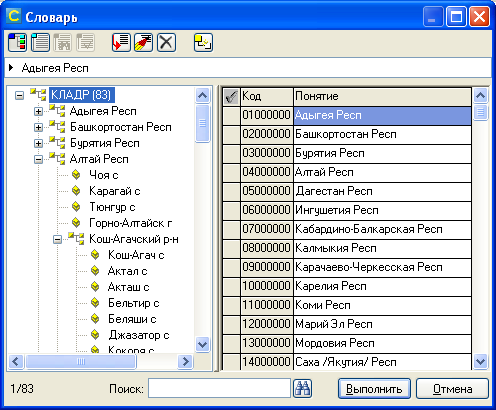 Словарь
Адыгея Респ
КЛАДР (83)
Адыгея Респ
Башкортостан Респ
Бурятия Респ
Алтай Респ
Чоя с
Карагай с
Тюнгур с
Горно-Алтайск г
Кош-Агачский р-н
Кош-Агач с
Актал с
Акташ с
Бельтир с
Беляши с
Джазатор с
Кокоря с
Код Понятие
01000000 Адыгея Респ
02000000 Башкортостан Респ
03000000 Бурятия Респ
04000000 Алтай Респ
05000000 Дагестан Респ
06000000 Ингушетия Респ
07000000 Кабардино-Балкарская Респ
08000000 Калмыкия Респ
09000000 Карачаево-Черкесская Респ
10000000 Карелия Респ
11000000 Коми Респ
12000000 Марий Эл Респ
13000000 Мордовия Респ
14000000 Саха /Якутия/ Респ
1/83 Поиск: Выполнить Отмена